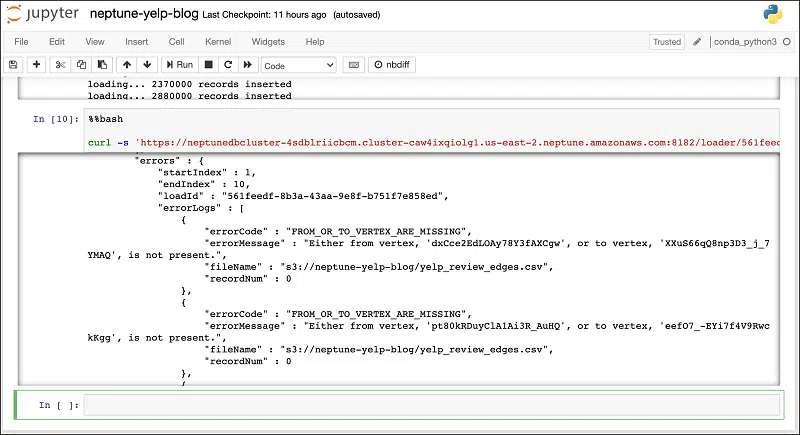 jupyter neptune-yelp-blog Last Checkpoint: 11 hours ago (autosaved)
File Edit View Insert Cell Kernel Widgets Help Trusted conda_python3
Run Code nbdiff
loading... 2370000 records inserted
loading... 2880000 records inserted
In [10]: %%bash
curl -s 'https://neptunedbcluster-4sdblriicbcm.cluster-caw4ixqiolg1.us-east-2.neptune.amazonaws.com:8182/loader/561feed
"errors" : {
"startIndex" : 1,
"endIndex" : 10,
"loadId" : "561feedf-8b3a-43aa-9e8f-b751f7e858ed",
"errorLogs" : [
{
"errorCode" : "FROM_OR_TO_VERTEX_ARE_MISSING",
"errorMessage" : "Either from vertex, 'dxCce2EdLOAy78Y3fAXCgw', or to vertex, 'XXuS66qQ8np3D3_j_7
YMAQ', is not present.",
"fileName" : "s3://neptune-yelp-blog/yelp_review_edges.csv",
"recordNum" : 0
},
{
"errorCode" : "FROM_OR_TO_VERTEX_ARE_MISSING",
"errorMessage" : "Either from vertex, 'pt80kRDuyClAlAi3R_AuHQ', or to vertex, 'eefO7_-EYi7f4V9Rwc
kKgg', is not present.",
"fileName" : "s3://neptune-yelp-blog/yelp_review_edges.csv",
"recordNum" : 0
},
{
In [ ]: